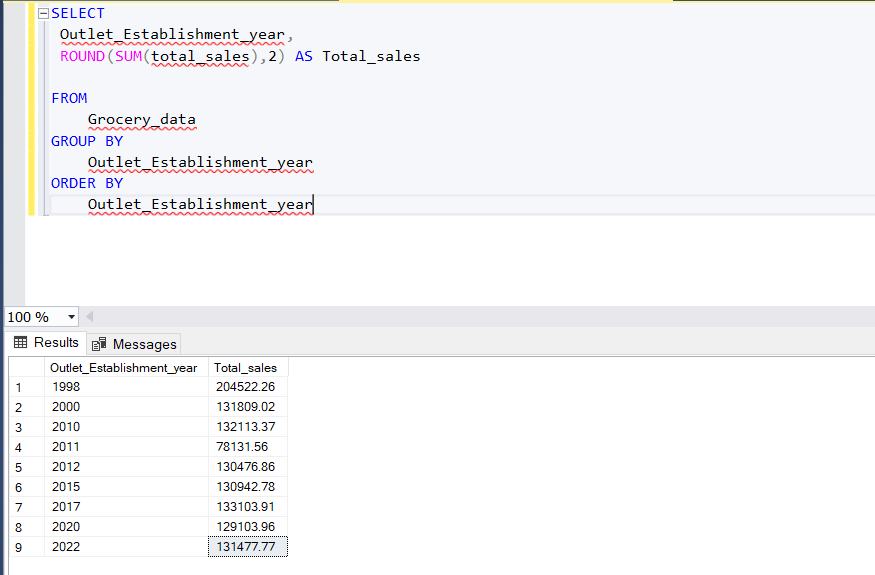 SELECT
Outlet_Establishment_year,
ROUND(SUM(total_sales),2) AS Total_sales
FROM
Grocery_data
GROUP BY
Outlet_Establishment_year
ORDER BY
Outlet_Establishment_year
100 %
Results Messages
Outlet_Establishment_year Total_sales
1 1998 204522.26
2 2000 131809.02
3 2010 132113.37
4 2011 78131.56
5 2012 130476.86
6 2015 130942.78
7 2017 133103.91
8 2020 129103.96
9 2022 131477.77